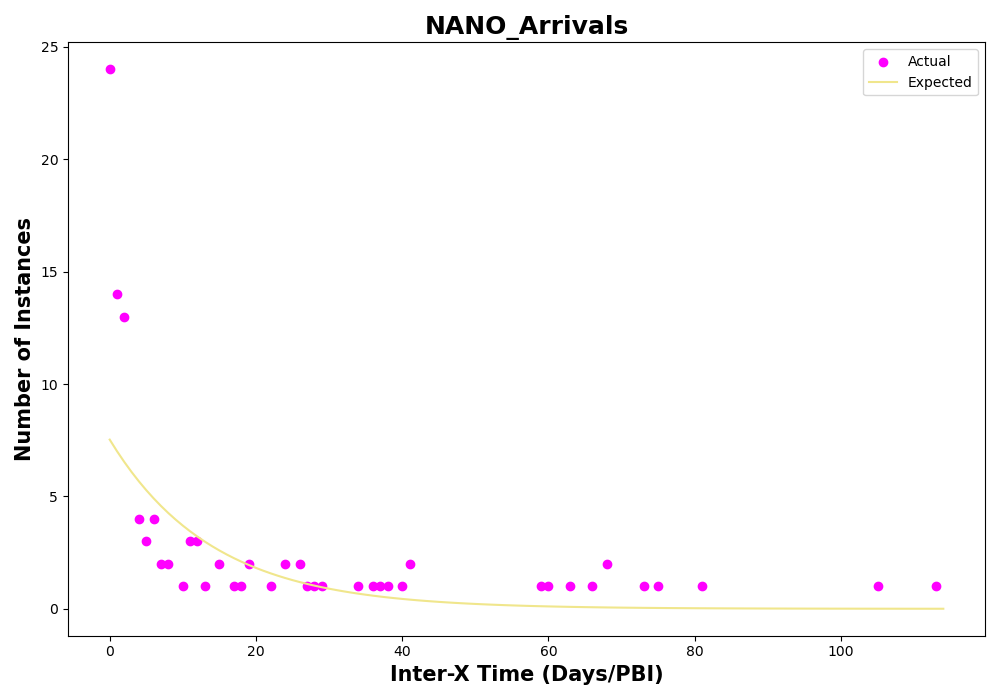 NANO_Arrivals
Actual
Expected
Number of Instances
25
20
15
10
5
0
0 20 40 60 80 100
Inter-X Time (Days/PBI)